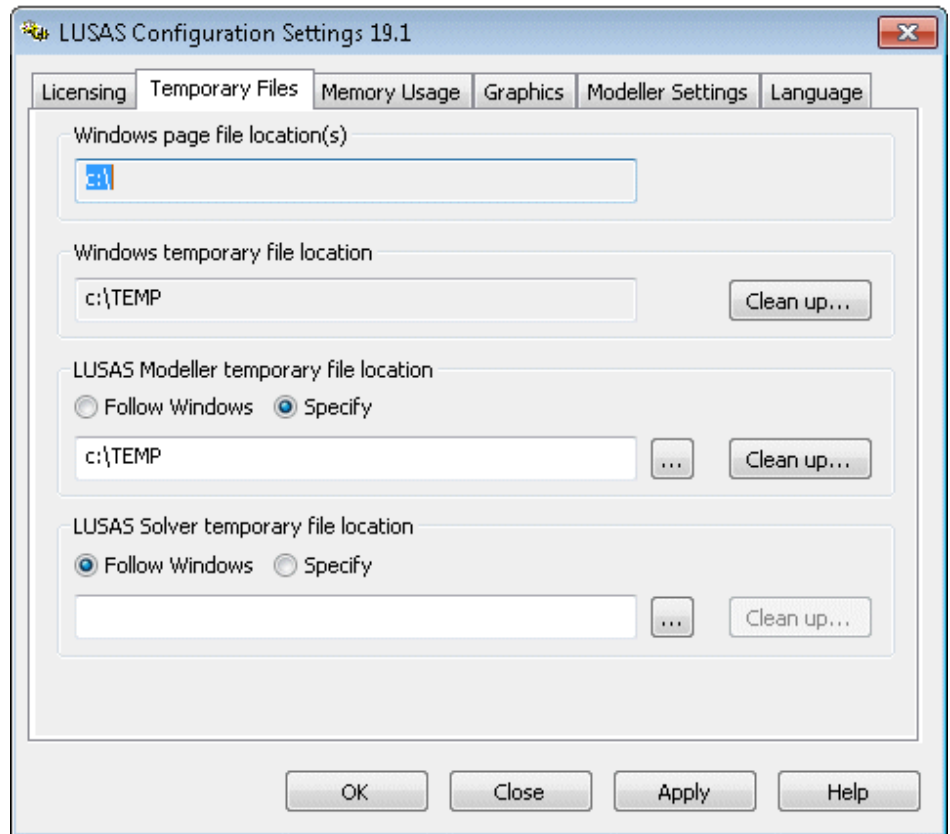 LUSAS Configuration Settings 19.1
Licensing Temporary Files Memory Usage Graphics Modeller Settings Language
Windows page file location(s)
c:\
Windows temporary file location
c:\TEMP Clean up...
LUSAS Modeller temporary file location
Follow Windows Specify
c:\TEMP ... Clean up...
LUSAS Solver temporary file location
Follow Windows Specify
... Clean up...
OK Close Apply Help